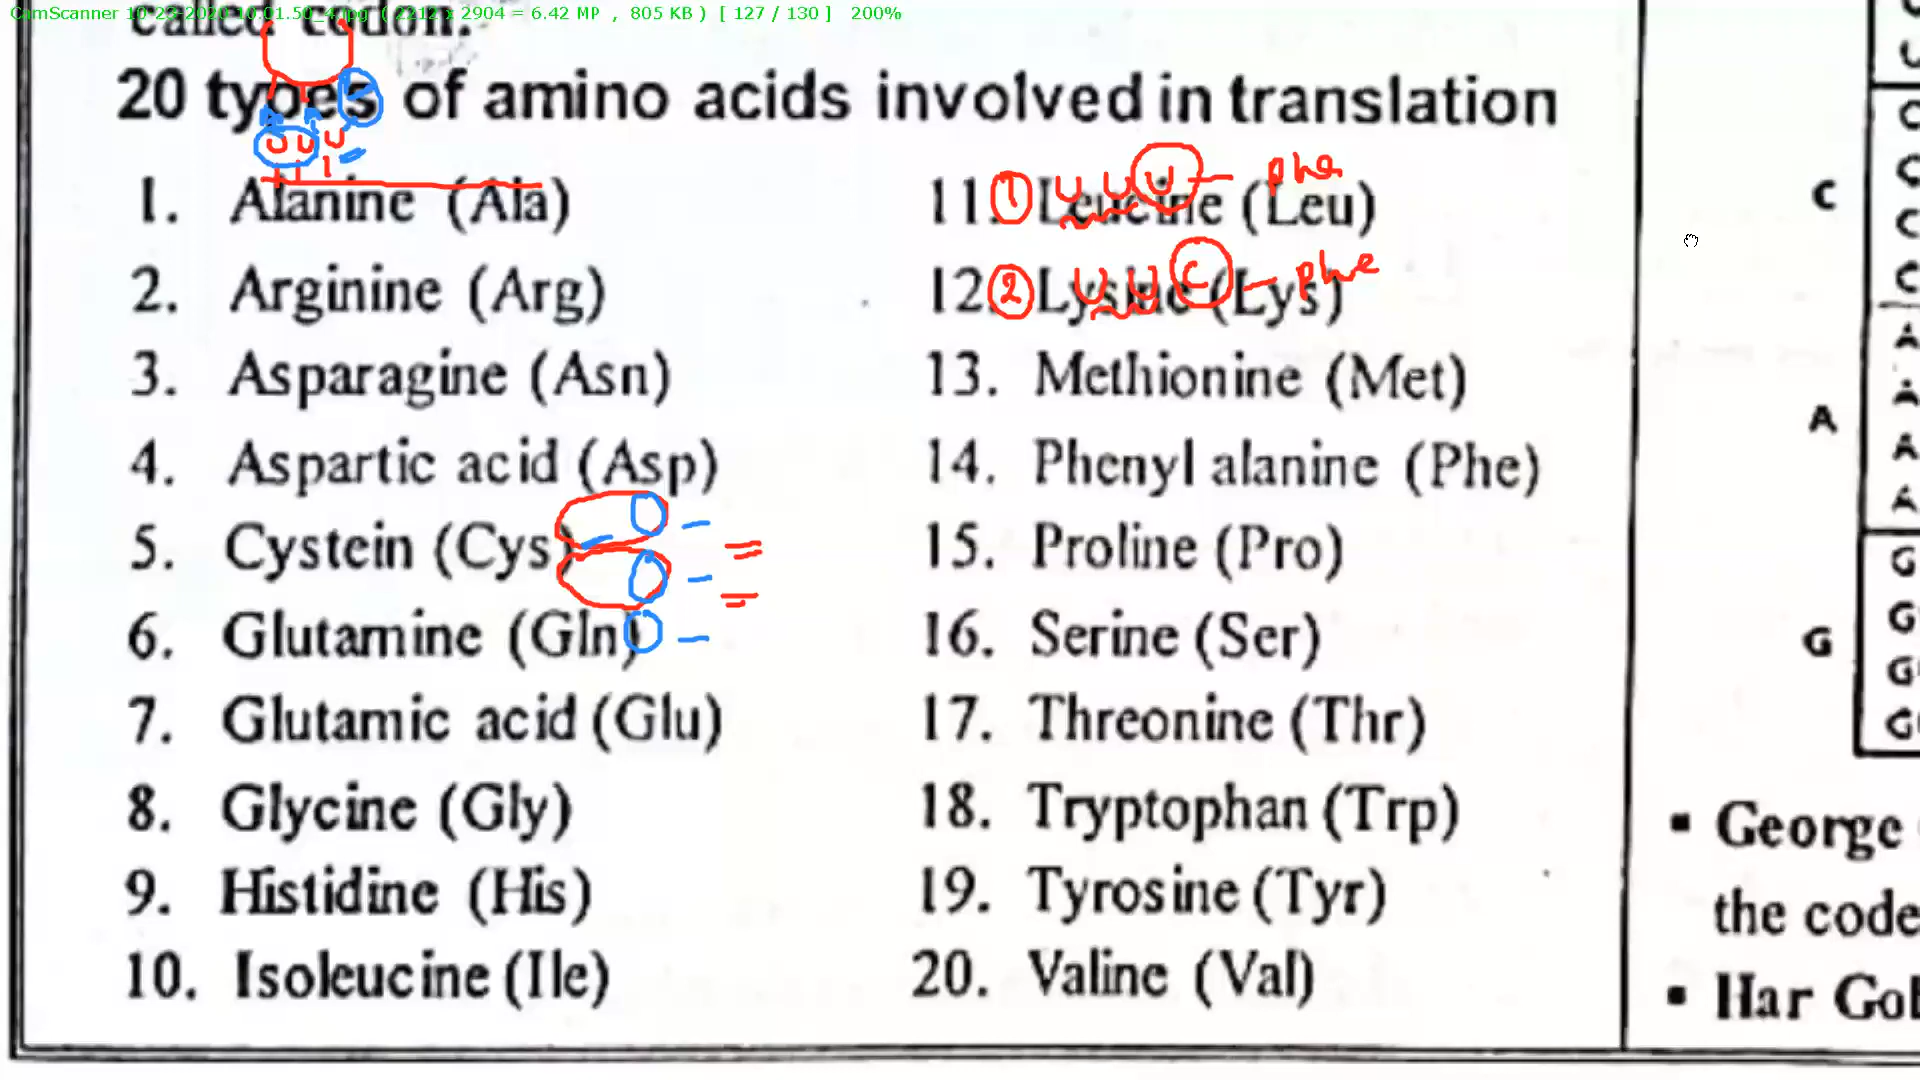 CamScanner 10-23-2020 10.01.50_4.jpg ( 2212 x 2904 = 6.42 MP , 805 KB ) [ 127 / 130 ] 200%
called codon.
20 types of amino acids involved in translation
U U U
1. Alanine (Ala)
2. Arginine (Arg)
3. Asparagine (Asn)
4. Aspartic acid (Asp)
5. Cystein (Cys)
6. Glutamine (Gln)
7. Glutamic acid (Glu)
8. Glycine (Gly)
9. Histidine (His)
10. Isoleucine (Ile)
1 U U U - phe
11. Leucine (Leu)
2 U U C - phe
12. Lysine (Lys)
13. Methionine (Met)
14. Phenyl alanine (Phe)
15. Proline (Pro)
16. Serine (Ser)
17. Threonine (Thr)
18. Tryptophan (Trp)
19. Tyrosine (Tyr)
20. Valine (Val)
C
A
G
▪ George
the code
▪ Har